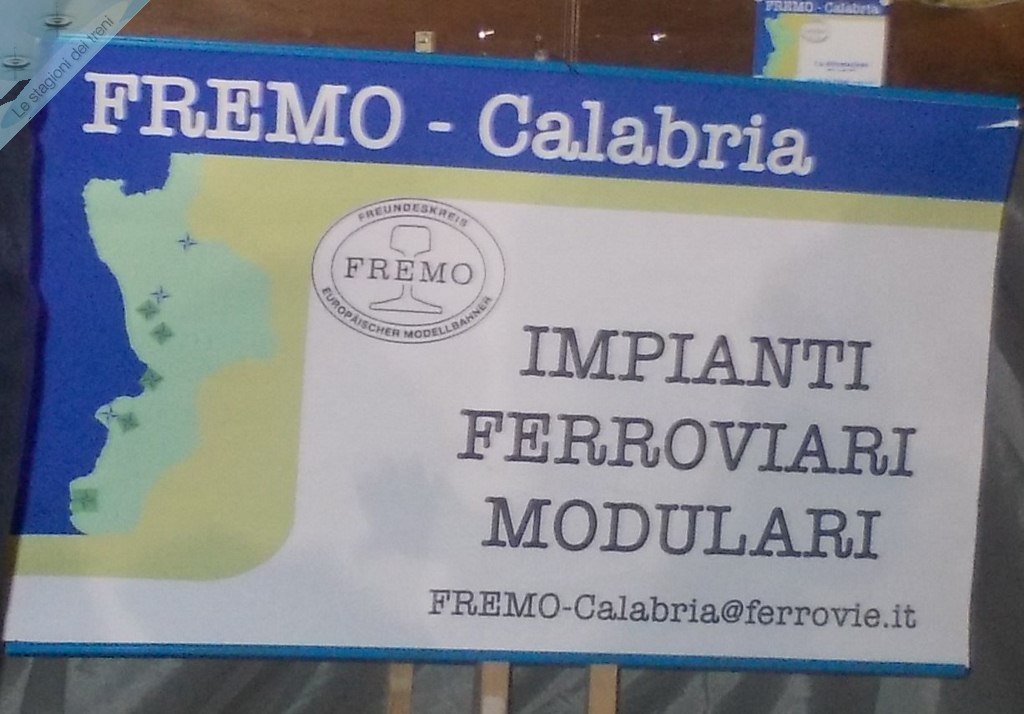 Le stagioni dei treni
FREMO - Calabria
FREMO - Calabria
FREUNDESKREIS
FREMO
EUROPÄISCHER MODELLBAHNER
IMPIANTI
FERROVIARI
MODULARI
FREMO-Calabria@ferrovie.it